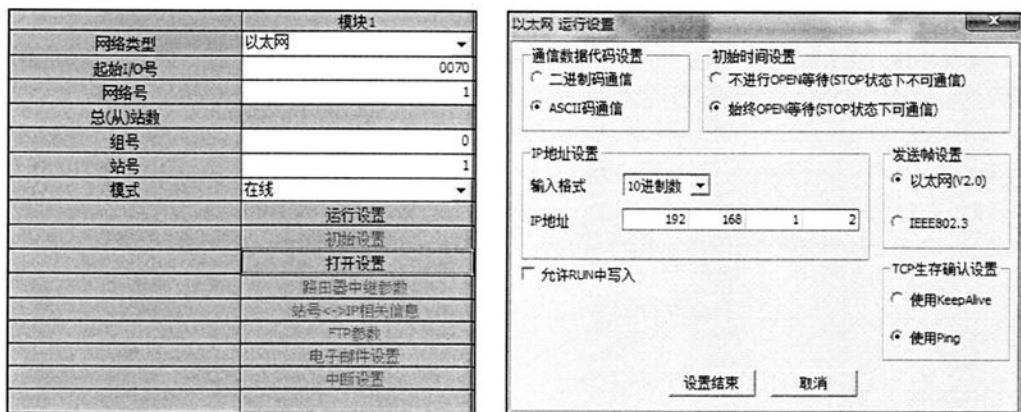 模块1
网络类型 以太网
起始I/O号 0070
网络号 1
总(从)站数
组号 0
站号 1
模式 在线
运行设置
初始设置
打开设置
路由器中继参数
站号<->IP相关信息
FTP参数
电子邮件设置
中断设置
以太网 运行设置
通信数据代码设置
二进制码通信
ASCII码通信
初始时间设置
不进行OPEN等待(STOP状态下不可通信)
始终OPEN等待(STOP状态下可通信)
IP地址设置
输入格式 10进制数
IP地址 192 168 1 2
发送帧设置
以太网(V2.0)
IEEE802.3
允许RUN中写入
TCP生存确认设置
使用KeepAlive
使用Ping
设置结束 取消